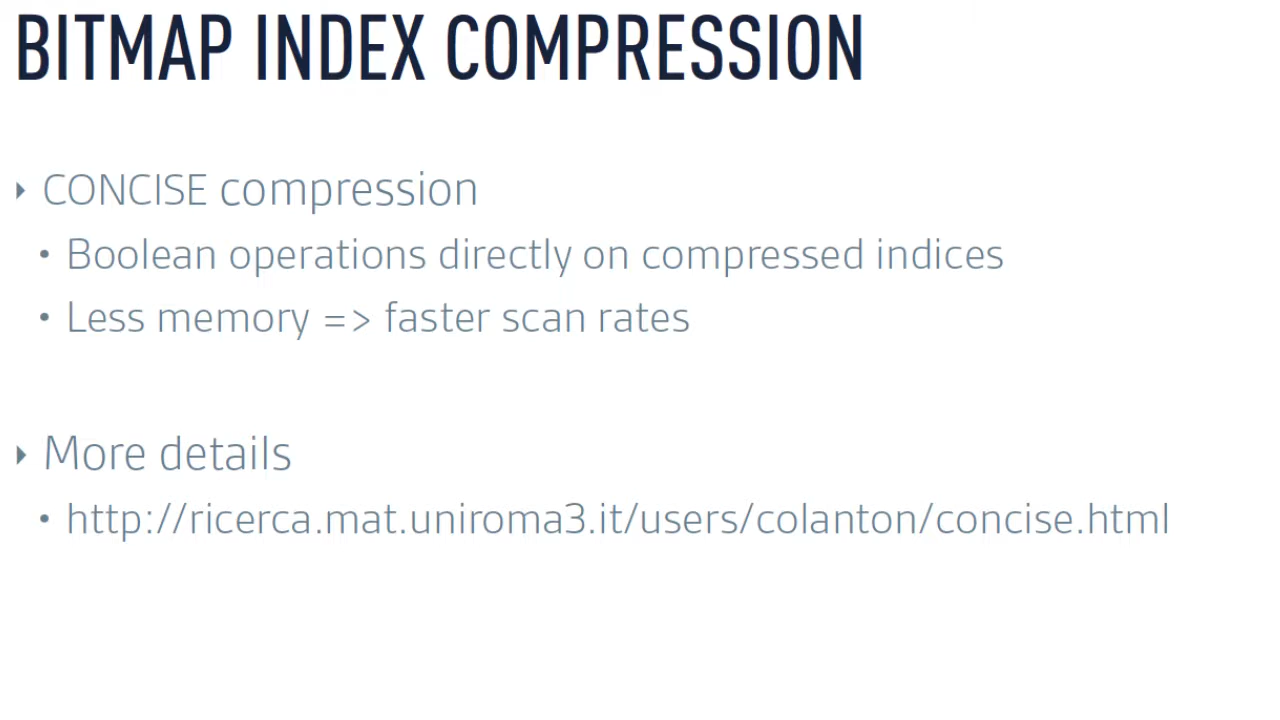 BITMAP INDEX COMPRESSION
‣ CONCISE compression
• Boolean operations directly on compressed indices
• Less memory => faster scan rates
‣ More details
• http://ricerca.mat.uniroma3.it/users/colanton/concise.html